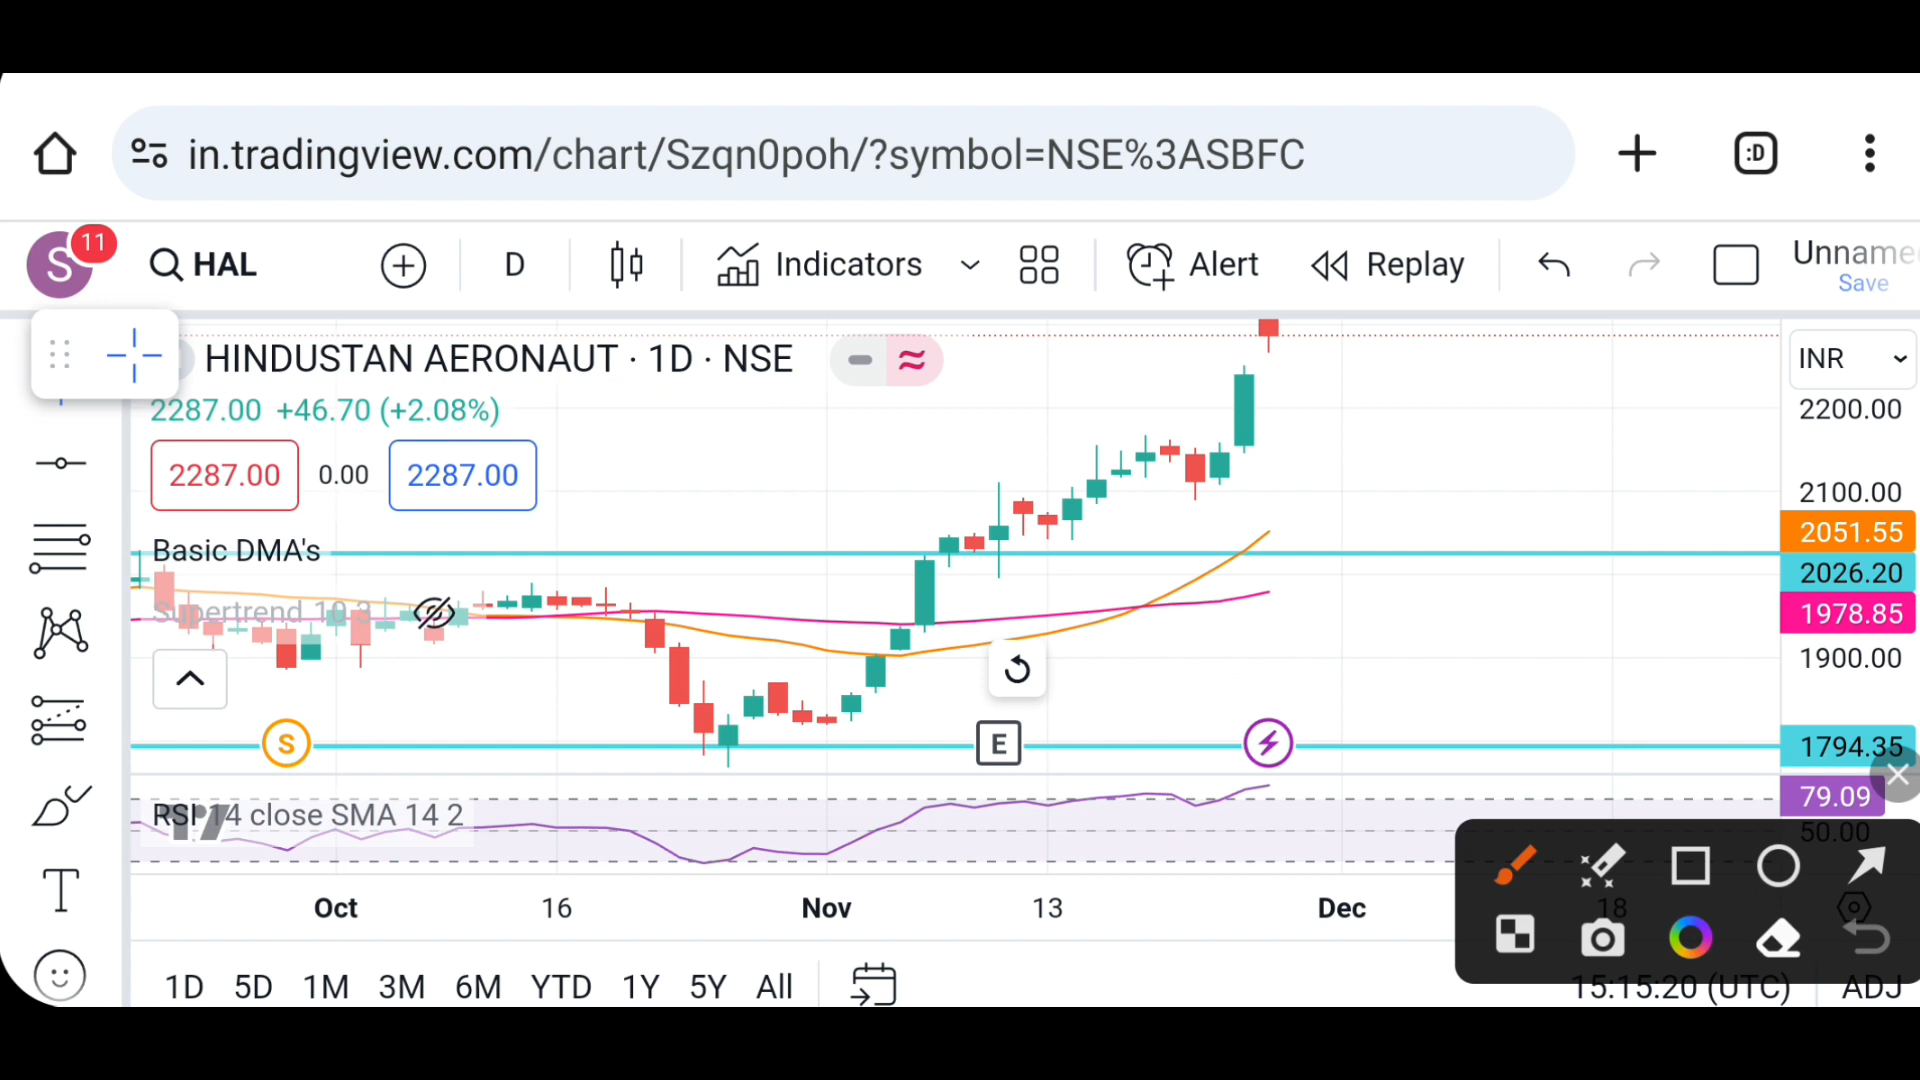 in.tradingview.com/chart/Szqn0poh/?symbol=NSE%3ASBFC
:D
S 11 HAL D Indicators Alert Replay Unname
Save
HINDUSTAN AERONAUT · 1D · NSE
INR
2287.00 +46.70 (+2.08%)
2200.00
2287.00 0.00 2287.00
2100.00
2051.55
Basic DMA's
2026.20
Supertrend 10 3
1978.85
1900.00
S E
1794.35
79.09
RSI 14 close SMA 14 2
50.00
Oct 16 Nov 13 Dec 18
1D 5D 1M 3M 6M YTD 1Y 5Y All
15:15:20 (UTC) ADJ